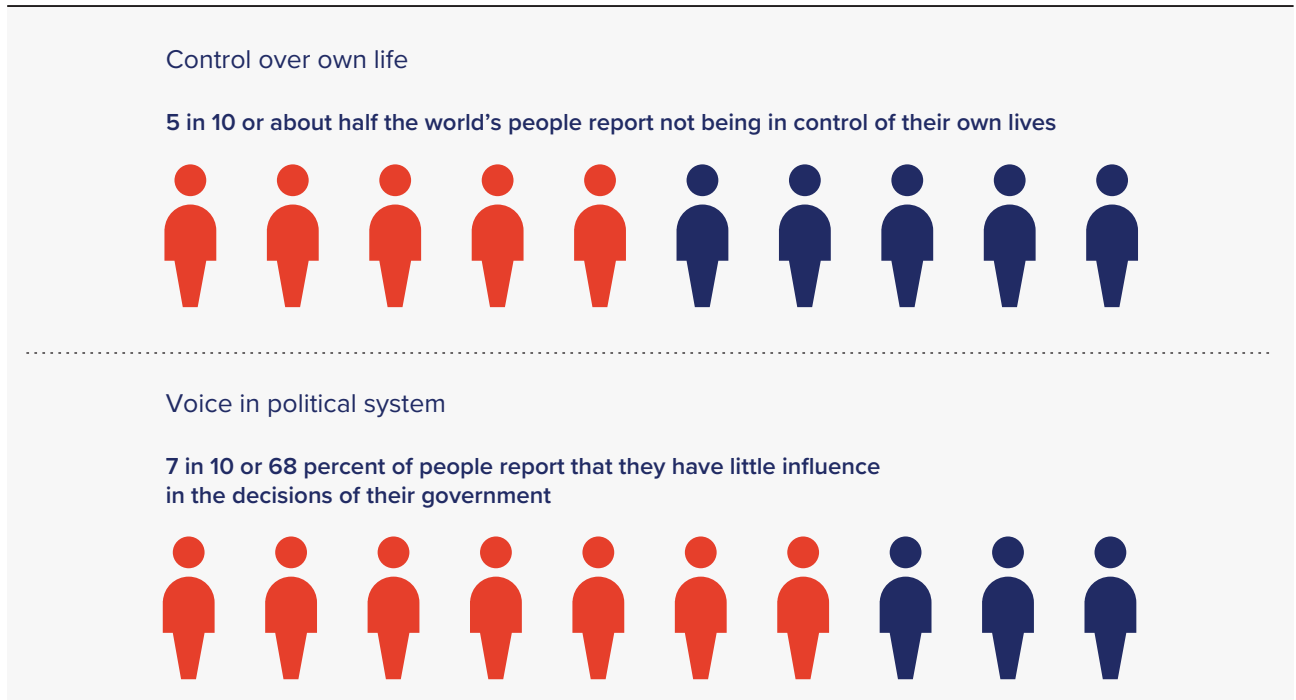 Control over own life
5 in 10 or about half the world’s people report not being in control of their own lives
Voice in political system
7 in 10 or 68 percent of people report that they have little influence
in the decisions of their government